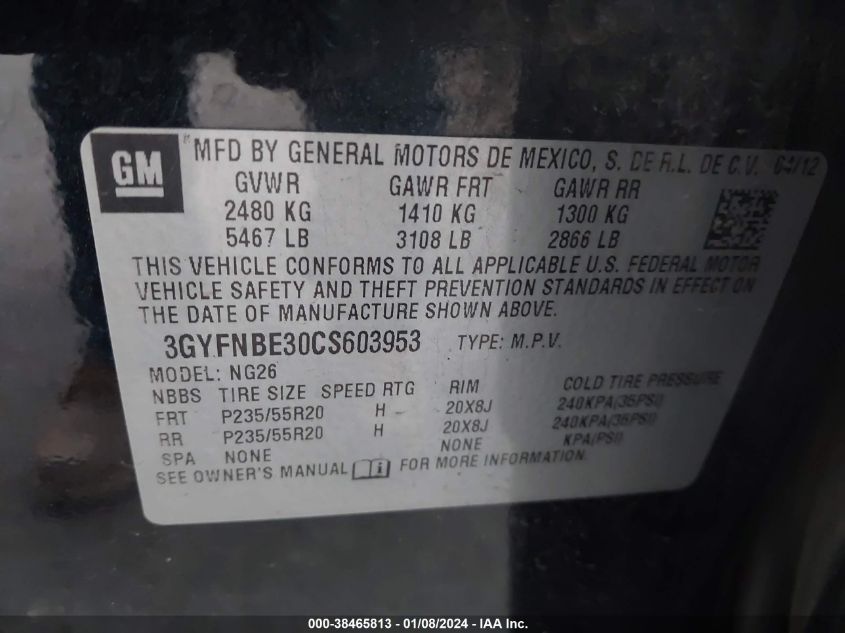 GM
MFD BY GENERAL MOTORS DE MEXICO, S. DE R.L. DE C.V. 04/12
GVWR GAWR FRT GAWR RR
2480 KG 1410 KG 1300 KG
5467 LB 3108 LB 2866 LB
THIS VEHICLE CONFORMS TO ALL APPLICABLE U.S. FEDERAL MOTOR
VEHICLE SAFETY AND THEFT PREVENTION STANDARDS IN EFFECT ON
THE DATE OF MANUFACTURE SHOWN ABOVE.
3GYFNBE30CS603953 TYPE: M.P.V.
MODEL: NG26
NBBS TIRE SIZE SPEED RTG RIM COLD TIRE PRESSURE
FRT P235/55R20 H 20X8J 240KPA(35PSI)
RR P235/55R20 H 20X8J 240KPA(35PSI)
SPA NONE NONE KPA(PSI)
SEE OWNER'S MANUAL FOR MORE INFORMATION.
000-38465813 - 01/08/2024 - IAA Inc.